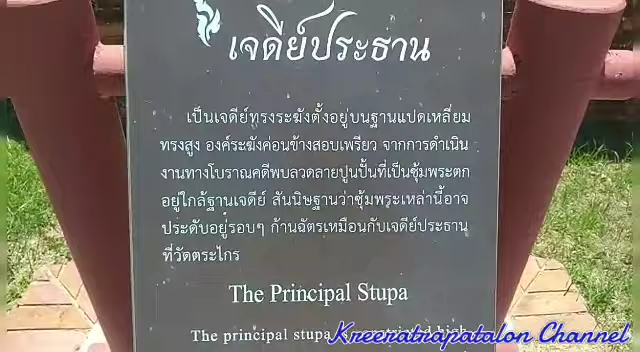 เจดีย์ประธาน
เป็นเจดีย์ทรงระฆังตั้งอยู่บนฐานแปดเหลี่ยม
ทรงสูง องค์ระฆังค่อนข้างสอบเพรียว จากการดำเนิน
งานทางโบราณคดีพบลวดลายปูนปั้นที่เป็นซุ้มพระตก
อยู่ใกล้ฐานเจดีย์ สันนิษฐานว่าซุ้มพระเหล่านี้อาจ
ประดับอยู่รอบๆ ก้านฉัตรเหมือนกับเจดีย์ประธาน
ที่วัดตระไกร
The Principal Stupa
The principal stupa
Kreeratrapatalon Channel